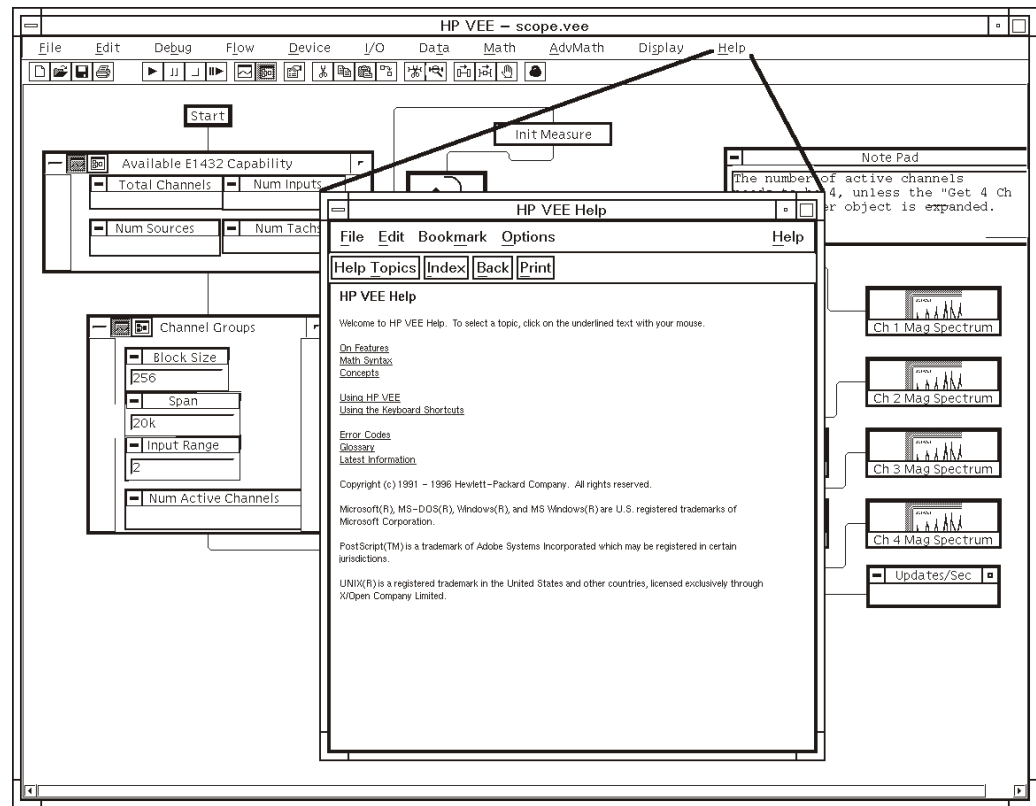 HP VEE – scope.vee
File Edit Debug Flow Device I/O Data Math AdvMath Display Help
Start
Init Measure
Available E1432 Capability
Total Channels
Num Inputs
Num Sources
Num Tachs
Note Pad
The number of active channels
4, unless the "Get 4 Ch
er object is expanded.
Channel Groups
Block Size
256
Span
20k
Input Range
2
Num Active Channels
HP VEE Help
File Edit Bookmark Options Help
Help Topics Index Back Print
HP VEE Help
Welcome to HP VEE Help. To select a topic, click on the underlined text with your mouse.
On Features
Math Syntax
Concepts
Using HP VEE
Using the Keyboard Shortcuts
Error Codes
Glossary
Latest Information
Copyright (c) 1991 – 1996 Hewlett–Packard Company. All rights reserved.
Microsoft(R), MS–DOS(R), Windows(R), and MS Windows(R) are U.S. registered trademarks of
Microsoft Corporation.
PostScript(TM) is a trademark of Adobe Systems Incorporated which may be registered in certain
jurisdictions.
UNIX(R) is a registered trademark in the United States and other countries, licensed exclusively through
X/Open Company Limited.
Ch 1 Mag Spectrum
Ch 2 Mag Spectrum
Ch 3 Mag Spectrum
Ch 4 Mag Spectrum
Updates/Sec